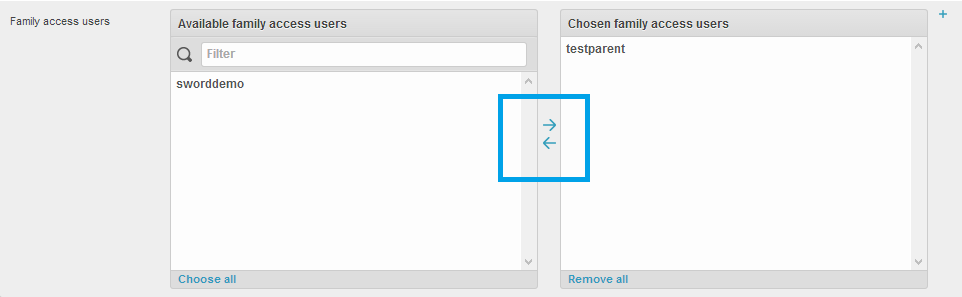 Family access users
Available family access users
Filter
sworddemo
Choose all
Chosen family access users
testparent
Remove all